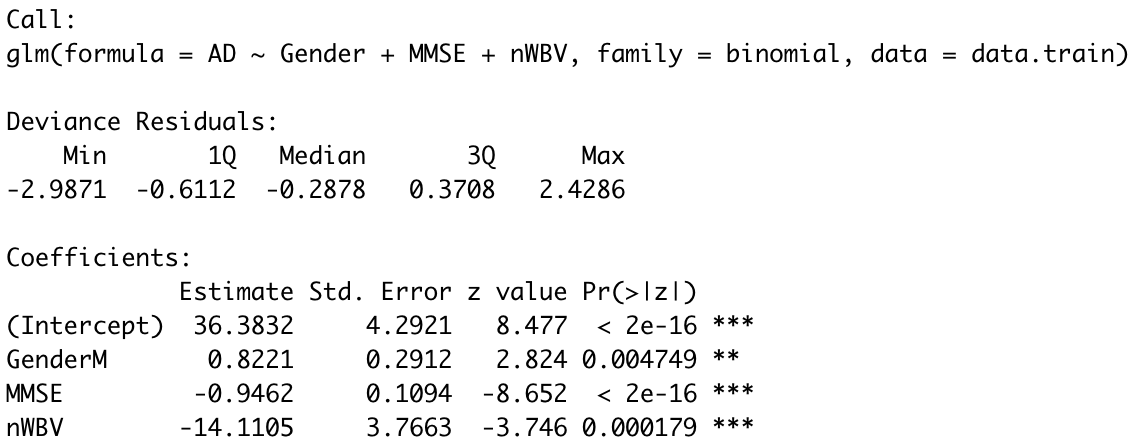 Call:
glm(formula = AD ~ Gender + MMSE + nWBV, family = binomial, data = data.train)
Deviance Residuals:
    Min       1Q   Median       3Q      Max
-2.9871  -0.6112  -0.2878   0.3708   2.4286
Coefficients:
            Estimate Std. Error z value Pr(>|z|)
(Intercept)  36.3832     4.2921   8.477  < 2e-16 ***
GenderM       0.8221     0.2912   2.824 0.004749 **
MMSE         -0.9462     0.1094  -8.652  < 2e-16 ***
nWBV        -14.1105     3.7663  -3.746 0.000179 ***